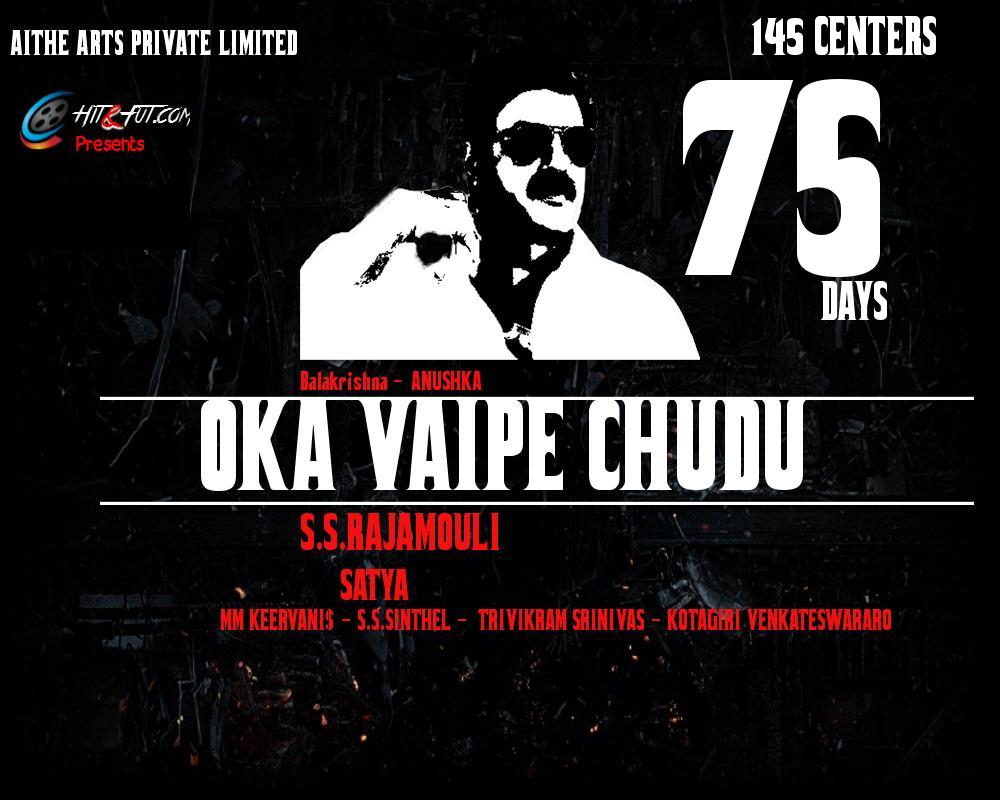 AITHE ARTS PRIVATE LIMITED
145 CENTERS
HIT&FUT.COM
Presents
75
DAYS
Balakrishna - ANUSHKA
OKA VAIPE CHUDU
S.S.RAJAMOULI
SATYA
MM KEERVANI$ - S.S.SINTHEL - TRIVIKRAM SRINIVAS - KOTAGIRI VENKATESWARARO